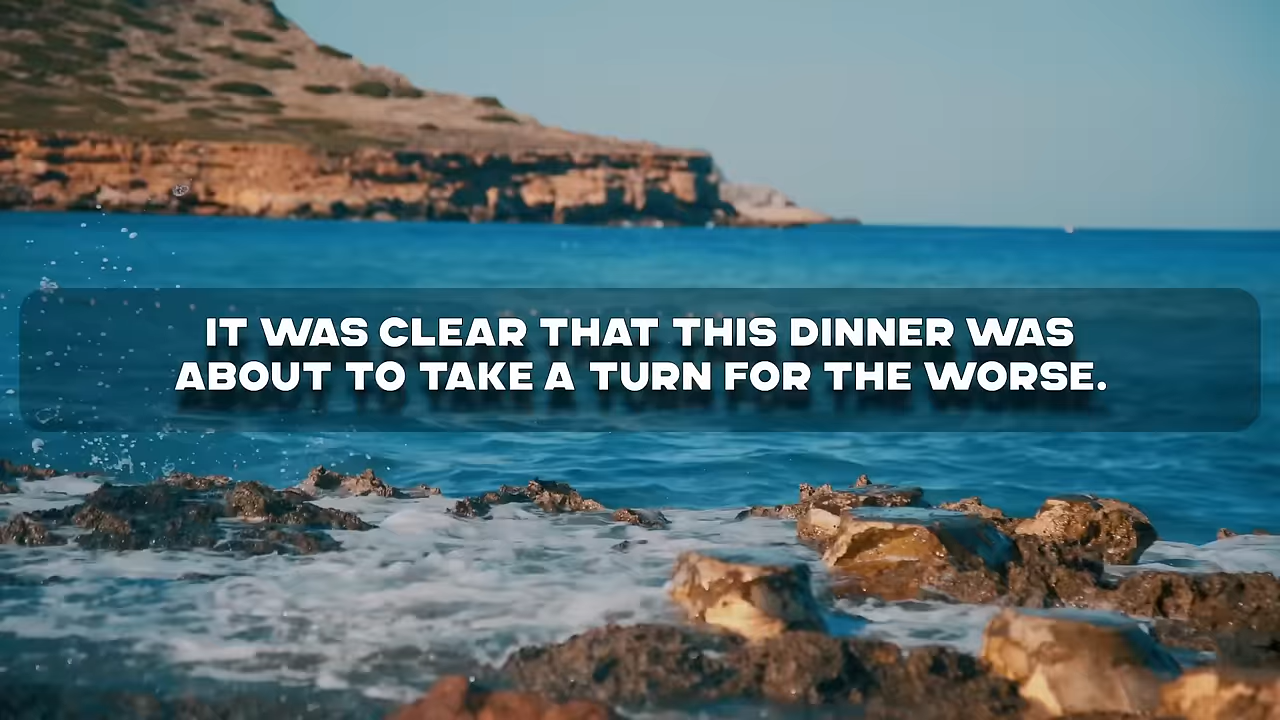 IT WAS CLEAR THAT THIS DINNER WAS
ABOUT TO TAKE A TURN FOR THE WORSE.